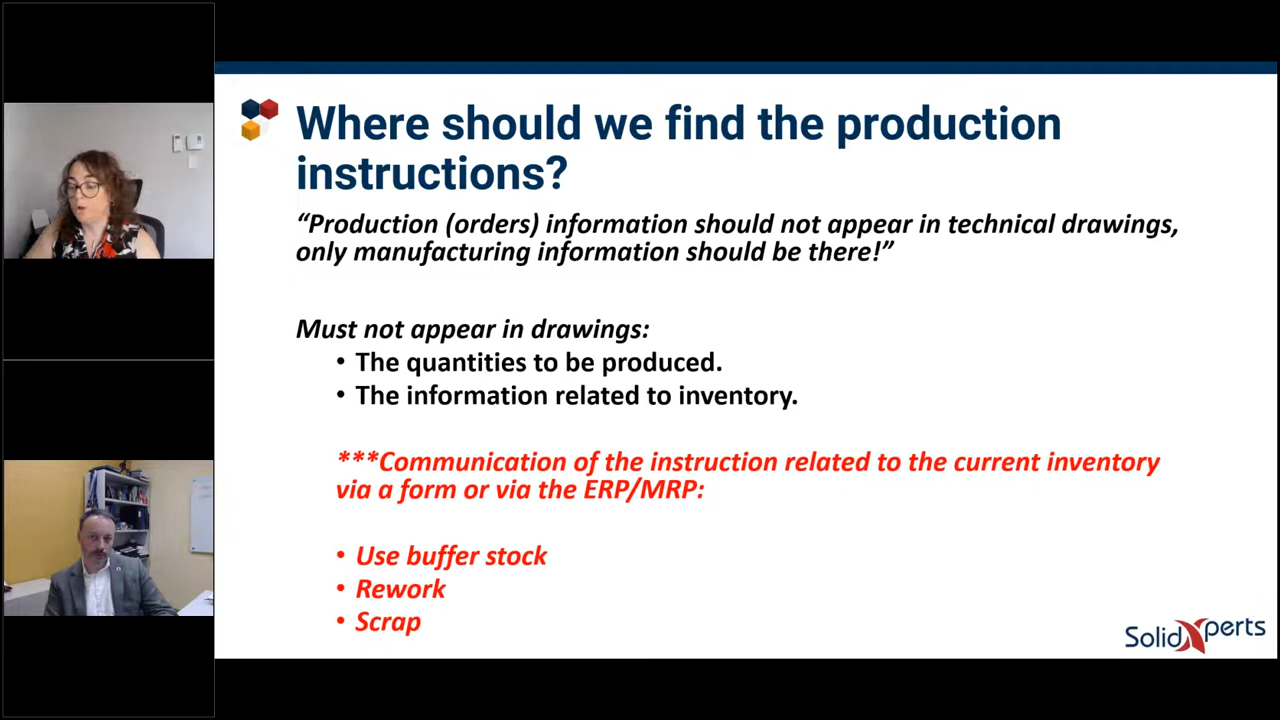 Where should we find the production
instructions?
“Production (orders) information should not appear in technical drawings,
only manufacturing information should be there!”
Must not appear in drawings:
• The quantities to be produced.
• The information related to inventory.
***Communication of the instruction related to the current inventory
via a form or via the ERP/MRP:
• Use buffer stock
• Rework
• Scrap
SolidXperts